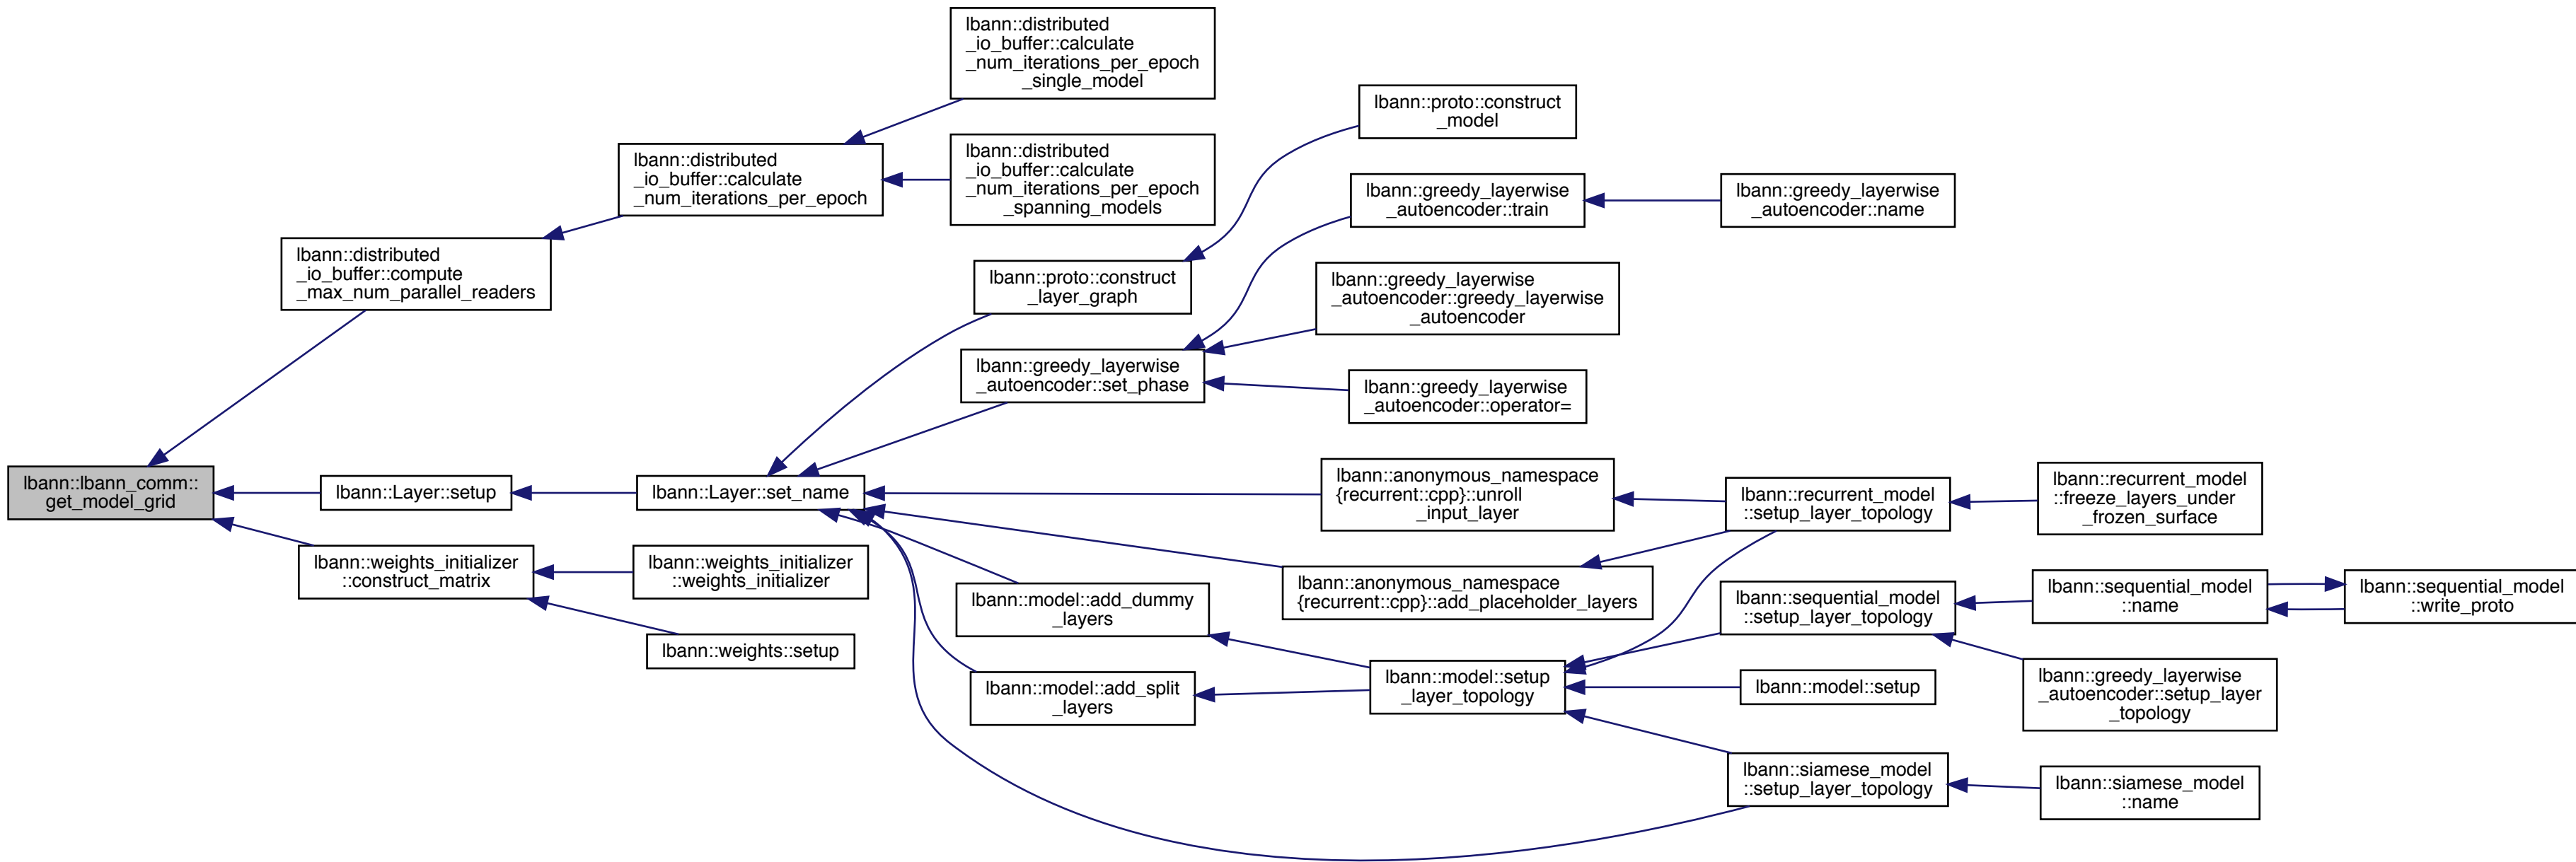 lbann::lbann_comm::
get_model_grid
lbann::distributed
_io_buffer::compute
_max_num_parallel_readers
lbann::distributed
_io_buffer::calculate
_num_iterations_per_epoch
lbann::distributed
_io_buffer::calculate
_num_iterations_per_epoch
_single_model
lbann::distributed
_io_buffer::calculate
_num_iterations_per_epoch
_spanning_models
lbann::Layer::setup
lbann::Layer::set_name
lbann::proto::construct
_layer_graph
lbann::proto::construct
_model
lbann::greedy_layerwise
_autoencoder::set_phase
lbann::greedy_layerwise
_autoencoder::train
lbann::greedy_layerwise
_autoencoder::name
lbann::greedy_layerwise
_autoencoder::greedy_layerwise
_autoencoder
lbann::greedy_layerwise
_autoencoder::operator=
lbann::anonymous_namespace
{recurrent::cpp}::unroll
_input_layer
lbann::recurrent_model
::setup_layer_topology
lbann::recurrent_model
::freeze_layers_under
_frozen_surface
lbann::anonymous_namespace
{recurrent::cpp}::add_placeholder_layers
lbann::model::add_dummy
_layers
lbann::model::add_split
_layers
lbann::model::setup
_layer_topology
lbann::sequential_model
::setup_layer_topology
lbann::sequential_model
::name
lbann::sequential_model
::write_proto
lbann::greedy_layerwise
_autoencoder::setup_layer
_topology
lbann::model::setup
lbann::siamese_model
::setup_layer_topology
lbann::siamese_model
::name
lbann::weights_initializer
::construct_matrix
lbann::weights_initializer
::weights_initializer
lbann::weights::setup